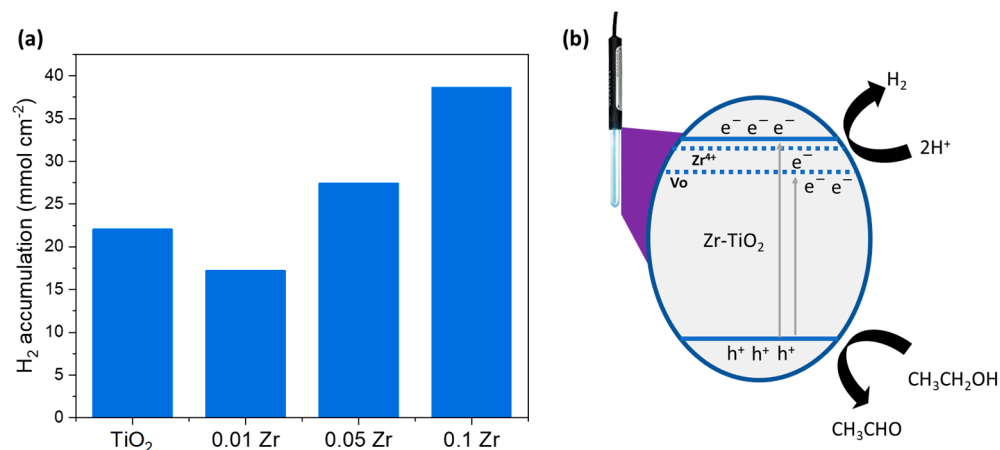 (a)
H₂ accumulation (mmol cm⁻²)
40
35
30
25
20
15
10
5
0
TiO₂ 0.01 Zr 0.05 Zr 0.1 Zr
(b)
H₂
2H⁺
e⁻ e⁻ e⁻
Zr⁴⁺
e⁻
Vo
e⁻ e⁻
Zr-TiO₂
h⁺ h⁺ h⁺
CH₃CH₂OH
CH₃CHO